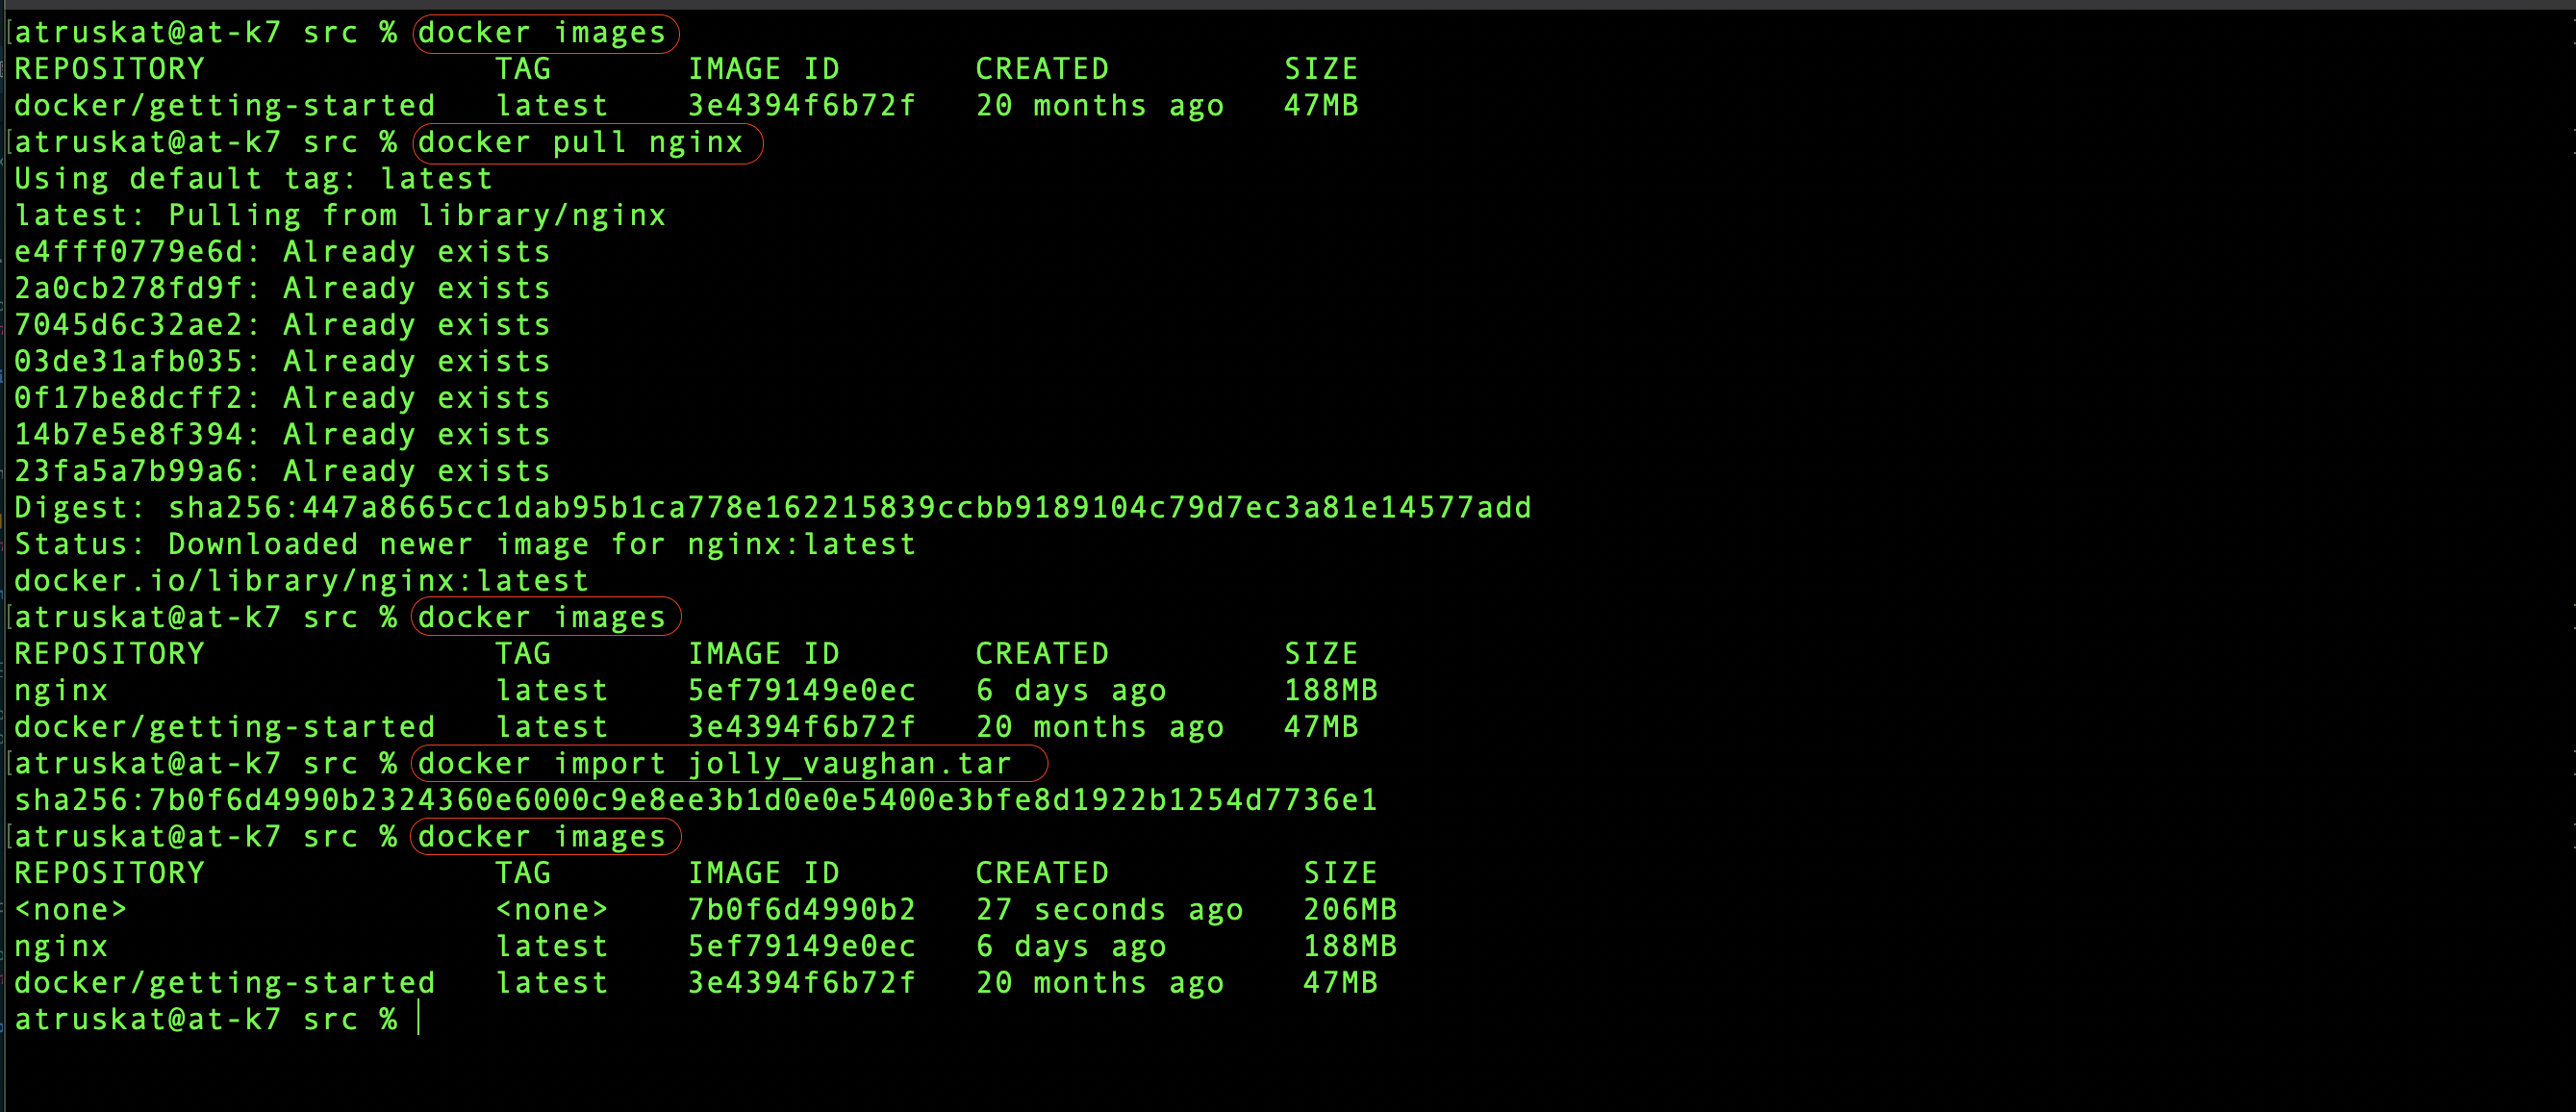 [atruskat@at-k7 src % docker images
REPOSITORY               TAG       IMAGE ID       CREATED         SIZE
docker/getting-started   latest    3e4394f6b72f   20 months ago   47MB
[atruskat@at-k7 src % docker pull nginx
Using default tag: latest
latest: Pulling from library/nginx
e4fff0779e6d: Already exists
2a0cb278fd9f: Already exists
7045d6c32ae2: Already exists
03de31afb035: Already exists
0f17be8dcff2: Already exists
14b7e5e8f394: Already exists
23fa5a7b99a6: Already exists
Digest: sha256:447a8665cc1dab95b1ca778e162215839ccbb9189104c79d7ec3a81e14577add
Status: Downloaded newer image for nginx:latest
docker.io/library/nginx:latest
[atruskat@at-k7 src % docker images
REPOSITORY               TAG       IMAGE ID       CREATED         SIZE
nginx                    latest    5ef79149e0ec   6 days ago      188MB
docker/getting-started   latest    3e4394f6b72f   20 months ago   47MB
[atruskat@at-k7 src % docker import jolly_vaughan.tar
sha256:7b0f6d4990b2324360e6000c9e8ee3b1d0e0e5400e3bfe8d1922b1254d7736e1
[atruskat@at-k7 src % docker images
REPOSITORY               TAG       IMAGE ID       CREATED          SIZE
<none>                   <none>    7b0f6d4990b2   27 seconds ago   206MB
nginx                    latest    5ef79149e0ec   6 days ago       188MB
docker/getting-started   latest    3e4394f6b72f   20 months ago    47MB
atruskat@at-k7 src %